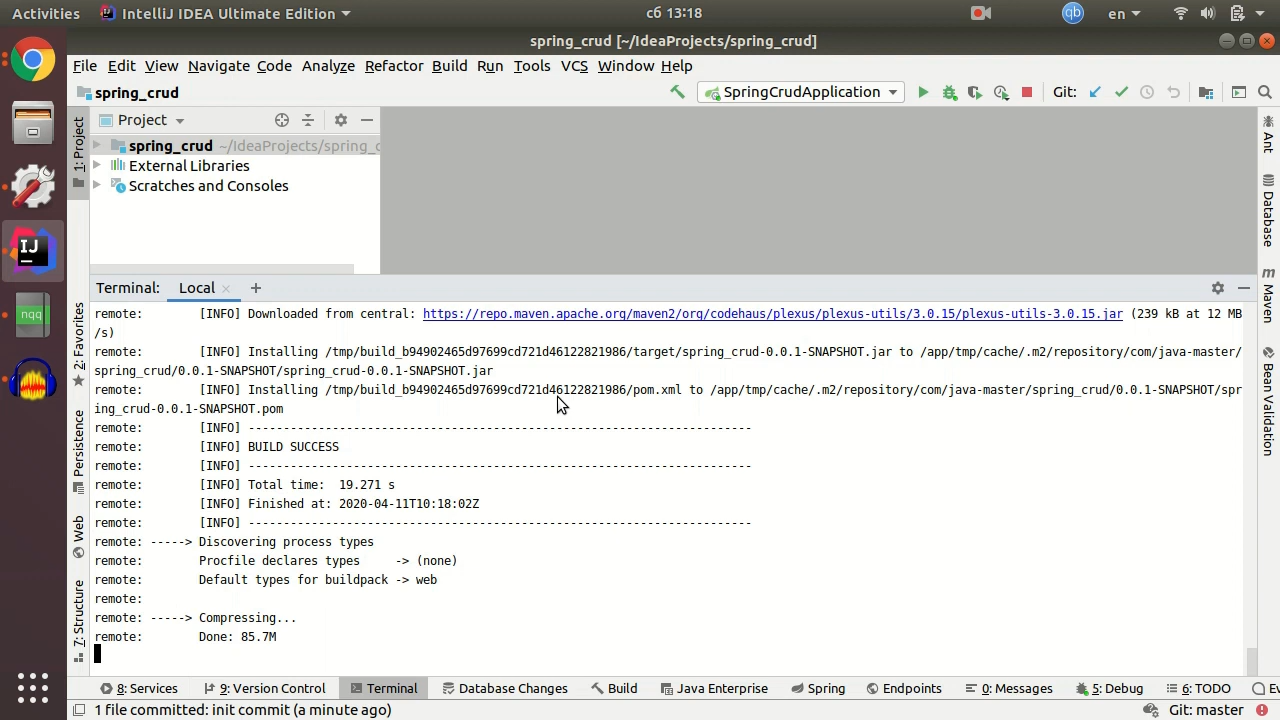 Activities IntelliJ IDEA Ultimate Edition сб 13:18 qb en
spring_crud [~/IdeaProjects/spring_crud]
File Edit View Navigate Code Analyze Refactor Build Run Tools VCS Window Help
spring_crud SpringCrudApplication Git:
1: Project
Project
spring_crud ~/IdeaProjects/spring_c
External Libraries
Scratches and Consoles
Ant
Database
Maven
Bean Validation
IJ
nqq
2: Favorites
Persistence
Web
7: Structure
Terminal: Local
remote: [INFO] Downloaded from central: https://repo.maven.apache.org/maven2/org/codehaus/plexus/plexus-utils/3.0.15/plexus-utils-3.0.15.jar (239 kB at 12 MB
/s)
remote: [INFO] Installing /tmp/build_b94902465d97699cd721d46122821986/target/spring_crud-0.0.1-SNAPSHOT.jar to /app/tmp/cache/.m2/repository/com/java-master/
spring_crud/0.0.1-SNAPSHOT/spring_crud-0.0.1-SNAPSHOT.jar
remote: [INFO] Installing /tmp/build_b94902465d97699cd721d46122821986/pom.xml to /app/tmp/cache/.m2/repository/com/java-master/spring_crud/0.0.1-SNAPSHOT/spr
ing_crud-0.0.1-SNAPSHOT.pom
remote: [INFO] ------------------------------------------------------------------------
remote: [INFO] BUILD SUCCESS
remote: [INFO] ------------------------------------------------------------------------
remote: [INFO] Total time:  19.271 s
remote: [INFO] Finished at: 2020-04-11T10:18:02Z
remote: [INFO] ------------------------------------------------------------------------
remote: -----> Discovering process types
remote: Procfile declares types     -> (none)
remote: Default types for buildpack -> web
remote:
remote: -----> Compressing...
remote: Done: 85.7M
8: Services 9: Version Control Terminal Database Changes Build Java Enterprise Spring Endpoints 0: Messages 5: Debug 6: TODO Ev
1 file committed: init commit (a minute ago) Git: master